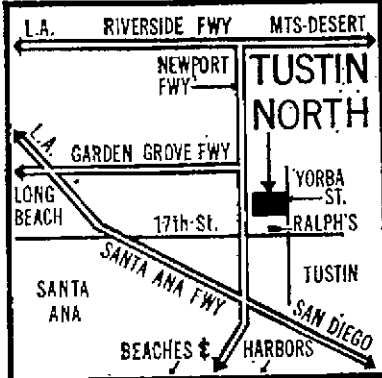 L.A. RIVERSIDE FWY MTS-DESERT
NEWPORT
FWY
TUSTIN
NORTH
L.A.
GARDEN GROVE FWY
LONG
BEACH
YORBA
ST.
17th St.
RALPH'S
SANTA ANA FWY
TUSTIN
SANTA
ANA
SAN DIEGO
BEACHES & HARBORS